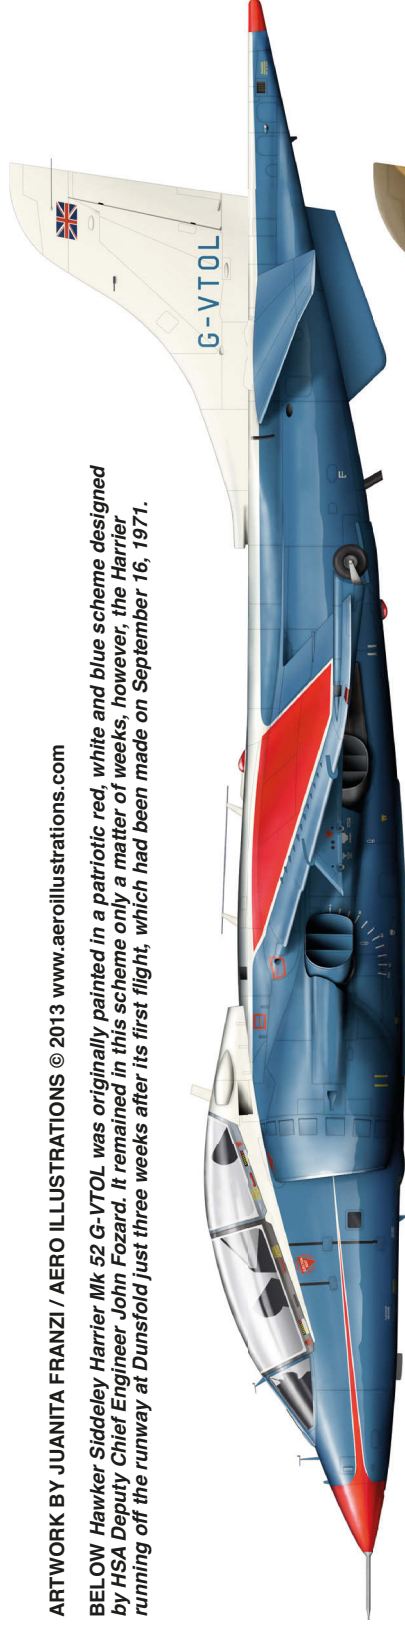 ARTWORK BY JUANITA FRANZI / AERO ILLUSTRATIONS © 2013 www.aeroillustrations.com
BELOW Hawker Siddeley Harrier Mk 52 G-VTOL was originally painted in a patriotic red, white and blue scheme designed
by HSA Deputy Chief Engineer John Fozard. It remained in this scheme only a matter of weeks, however, the Harrier
running off the runway at Dunsfold just three weeks after its first flight, which had been made on September 16, 1971.
G-VTOL
F